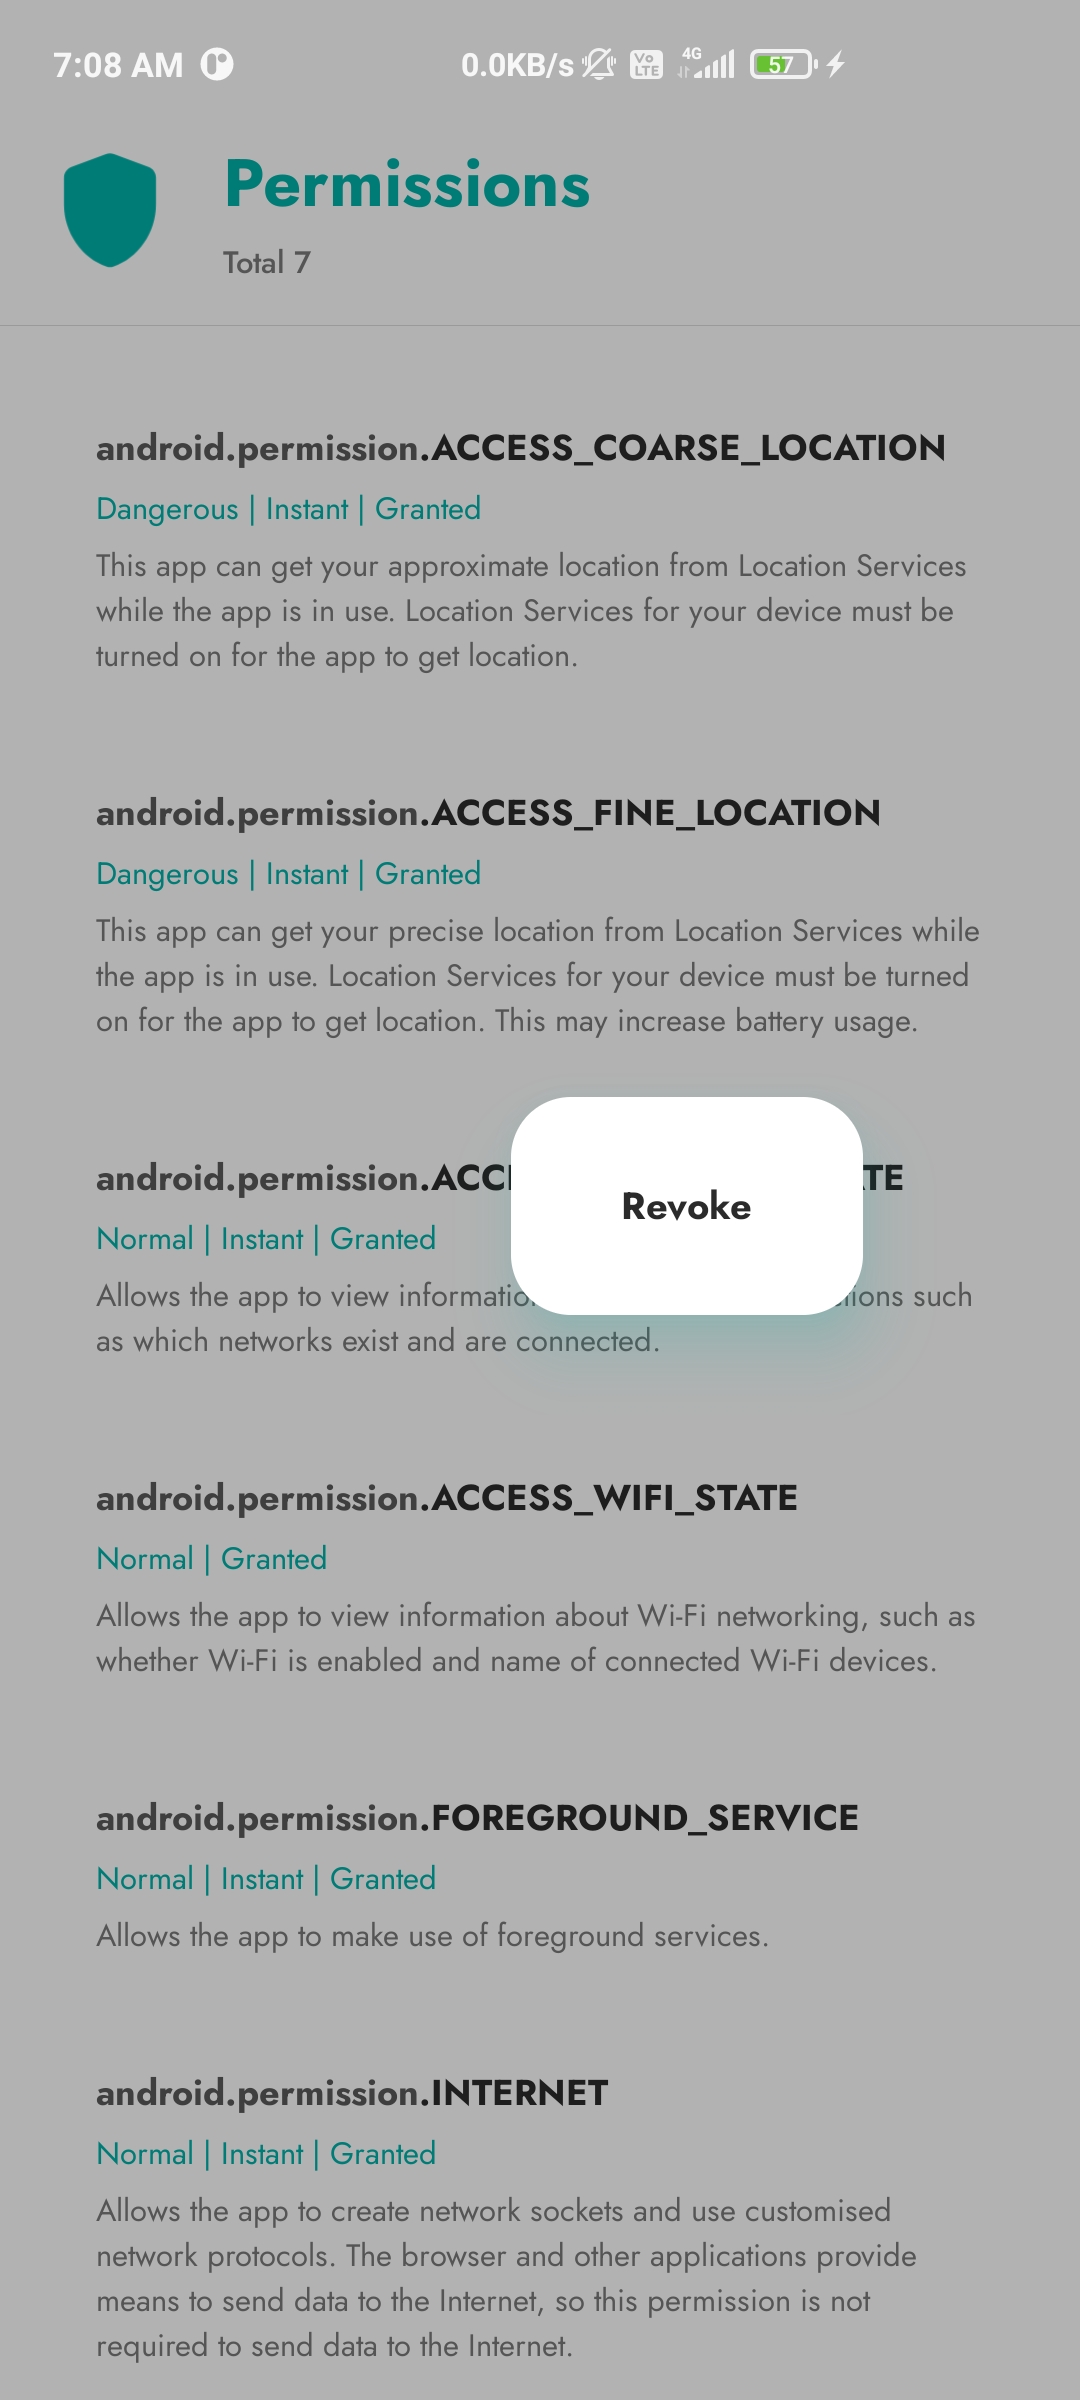 7:08 AM 0.0KB/s Vo LTE 4G 57
Permissions
Total 7
android.permission.ACCESS_COARSE_LOCATION
Dangerous | Instant | Granted
This app can get your approximate location from Location Services
while the app is in use. Location Services for your device must be
turned on for the app to get location.
android.permission.ACCESS_FINE_LOCATION
Dangerous | Instant | Granted
This app can get your precise location from Location Services while
the app is in use. Location Services for your device must be turned
on for the app to get location. This may increase battery usage.
android.permission.
Revoke
Normal | Instant | Granted
Allows the app to view such
as which networks exist and are connected.
android.permission.ACCESS_WIFI_STATE
Normal | Granted
Allows the app to view information about Wi-Fi networking, such as
whether Wi-Fi is enabled and name of connected Wi-Fi devices.
android.permission.FOREGROUND_SERVICE
Normal | Instant | Granted
Allows the app to make use of foreground services.
android.permission.INTERNET
Normal | Instant | Granted
Allows the app to create network sockets and use customised
network protocols. The browser and other applications provide
means to send data to the Internet, so this permission is not
required to send data to the Internet.